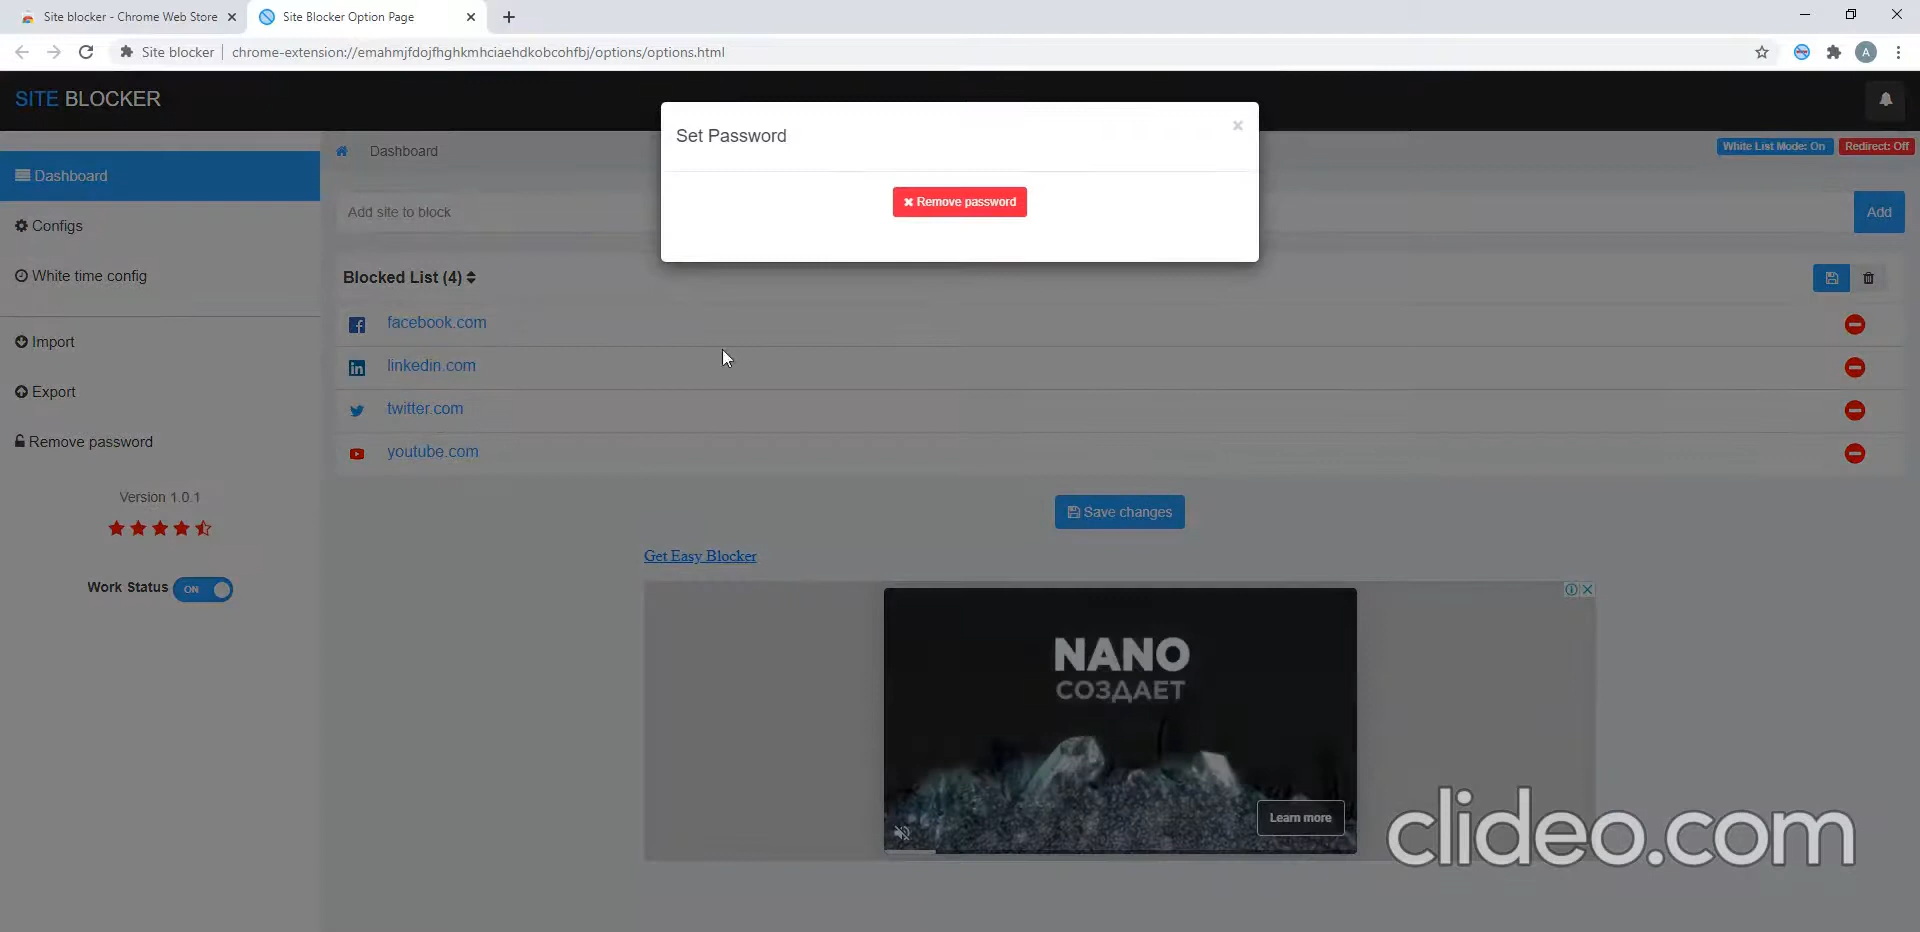 Site blocker - Chrome Web Store
Site Blocker Option Page
Site blocker
chrome-extension://emahmjfdojfhghkmhciaehdkobcohfbj/options/options.html
A
SITE BLOCKER
Set Password
×
Remove password
Dashboard
Configs
White time config
Import
Export
Remove password
Version 1.0.1
Work Status ON
Dashboard
White List Mode: On
Redirect: Off
Add site to block
Add
Blocked List (4)
facebook.com
linkedin.com
twitter.com
youtube.com
Save changes
Get Easy Blocker
NANO
СОЗДАЕТ
Learn more
clideo.com